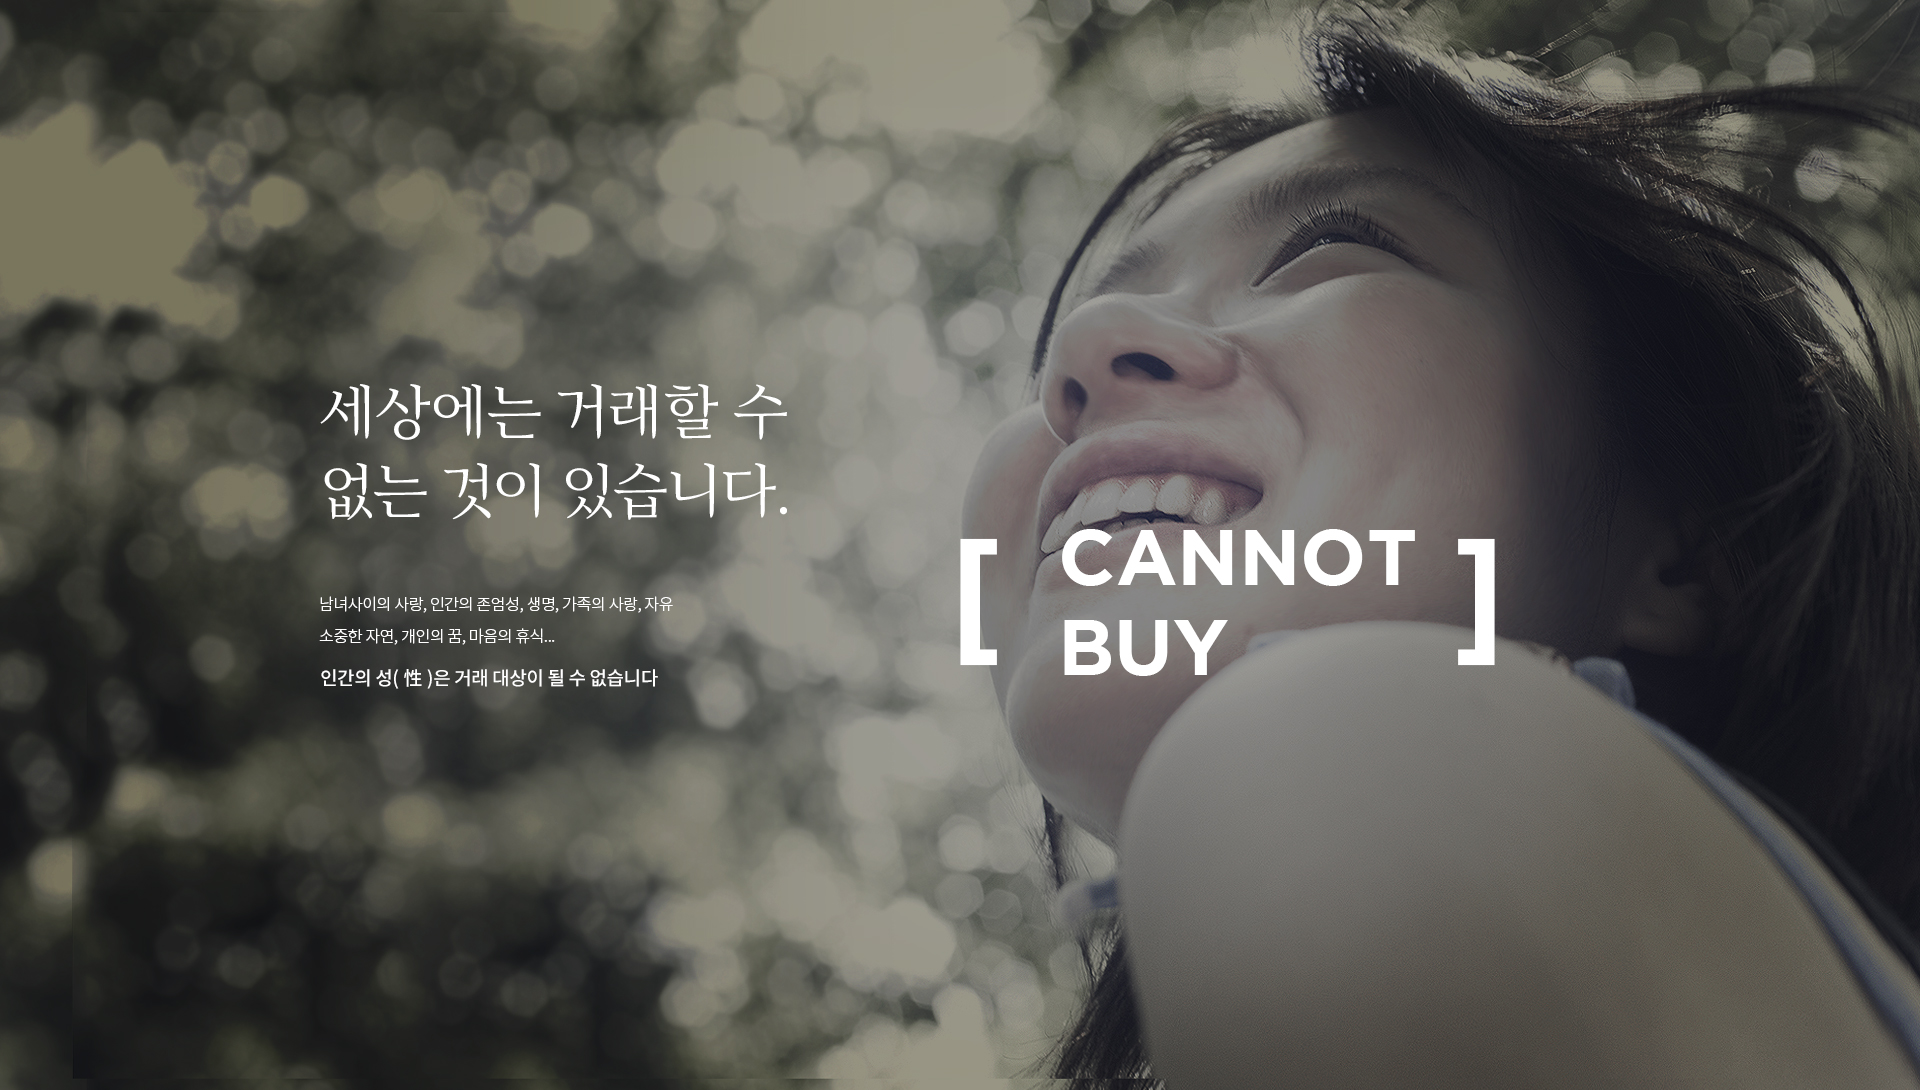 세상에는 거래할 수
없는 것이 있습니다.
남녀사이의 사랑, 인간의 존엄성, 생명, 가족의 사랑, 자유
소중한 자연, 개인의 꿈, 마음의 휴식...
인간의 성( 性 )은 거래 대상이 될 수 없습니다
[ CANNOT
BUY ]